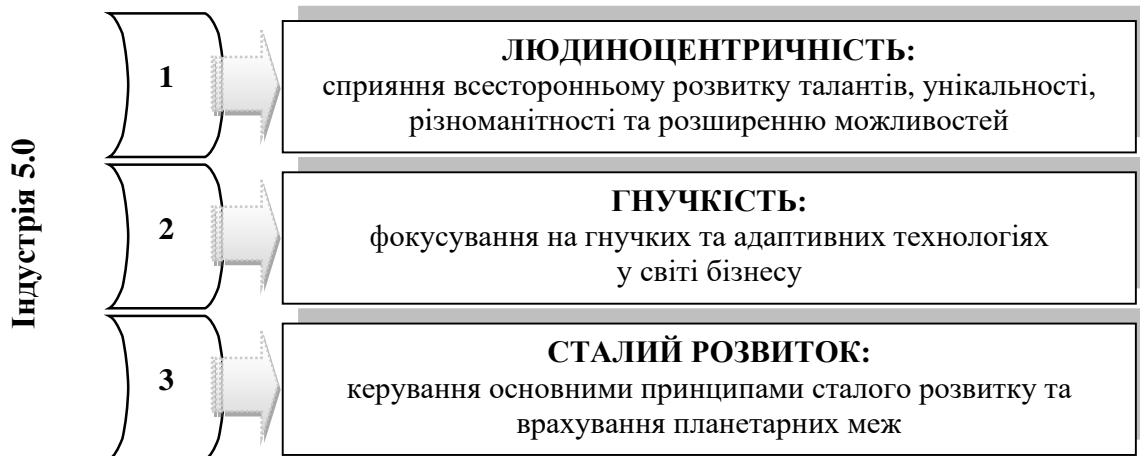 Індустрія 5.0
1
ЛЮДИНОЦЕНТРИЧНІСТЬ:
сприяння всесторонньому розвитку талантів, унікальності,
різноманітності та розширенню можливостей
2
ГНУЧКІСТЬ:
фокусування на гнучких та адаптивних технологіях
у світі бізнесу
3
СТАЛИЙ РОЗВИТОК:
керування основними принципами сталого розвитку та
врахування планетарних меж